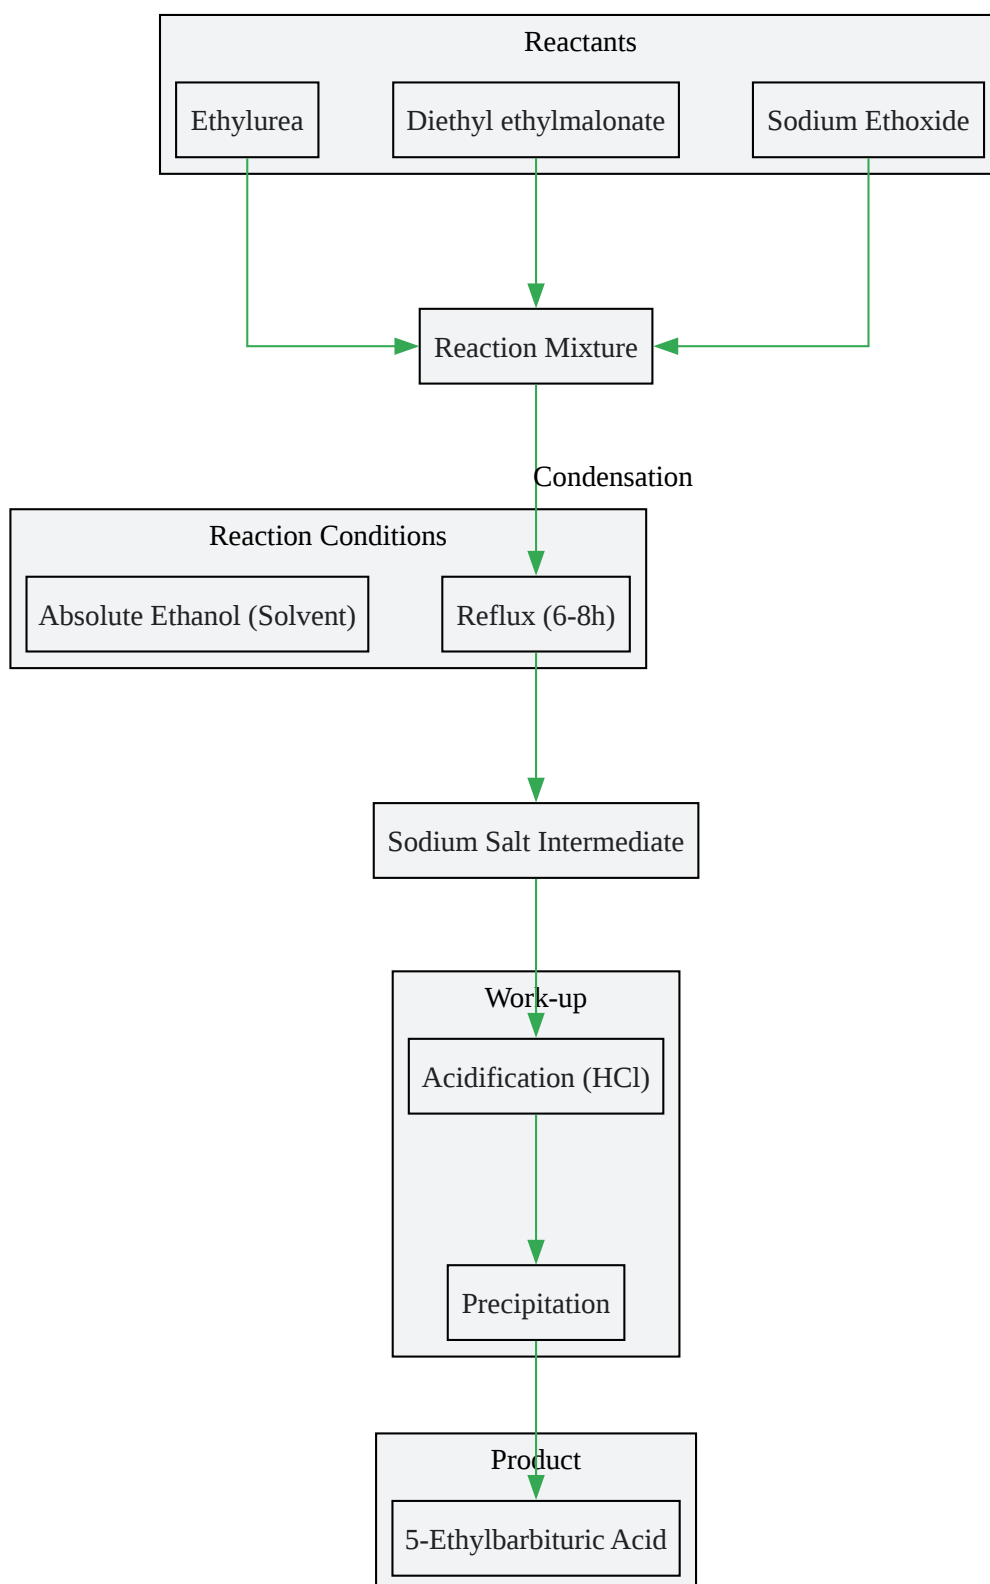 Reactants
Ethylurea
Diethyl ethylmalonate
Sodium Ethoxide
Reaction Mixture
Condensation
Reaction Conditions
Absolute Ethanol (Solvent)
Reflux (6-8h)
Sodium Salt Intermediate
Work-up
Acidification (HCl)
Precipitation
Product
5-Ethylbarbituric Acid